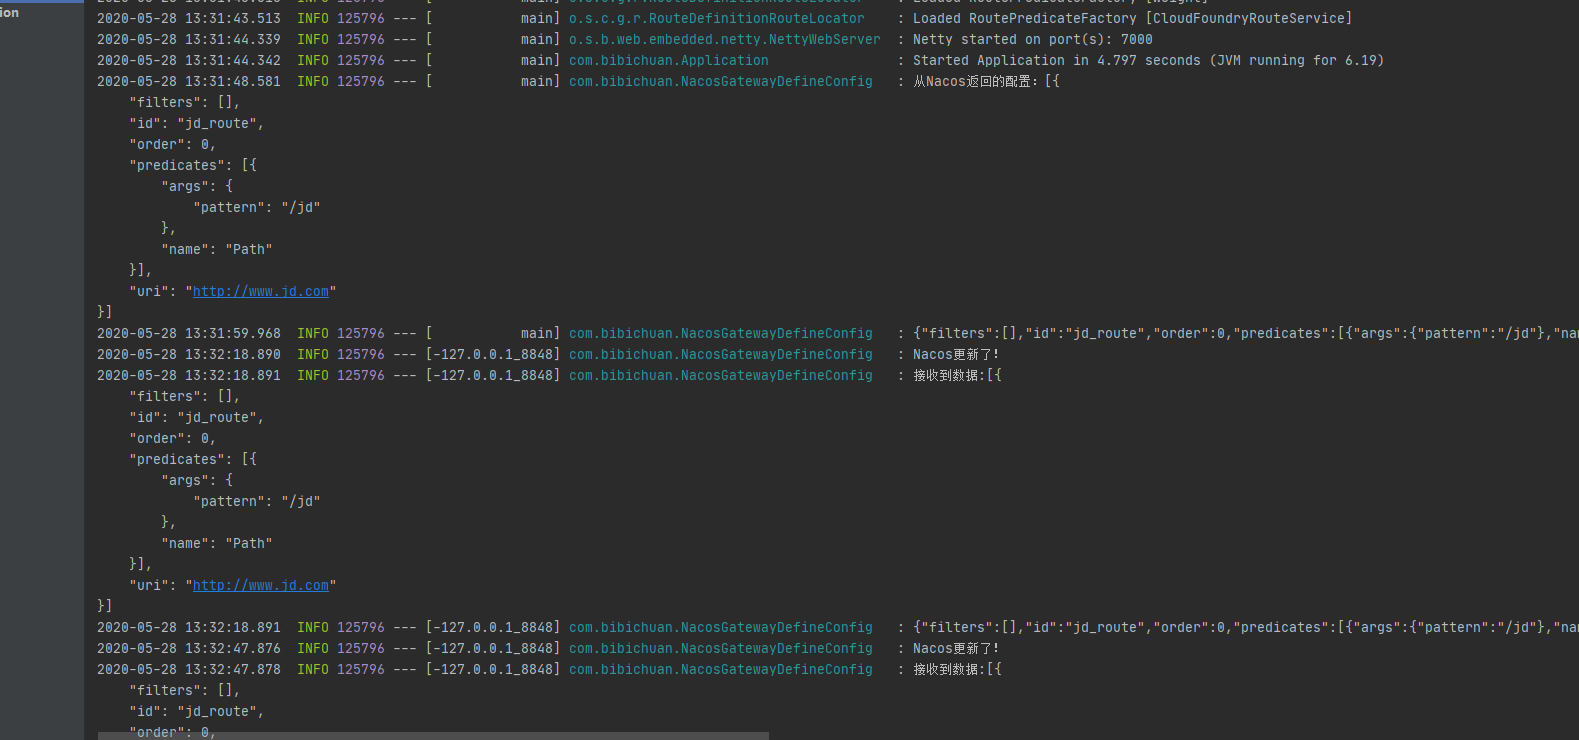 ion
2020-05-28 13:31:43.513  INFO 125796 --- [           main] o.s.c.g.r.RouteDefinitionRouteLocator    : Loaded RoutePredicateFactory [CloudFoundryRouteService]
2020-05-28 13:31:44.339  INFO 125796 --- [           main] o.s.b.web.embedded.netty.NettyWebServer  : Netty started on port(s): 7000
2020-05-28 13:31:44.342  INFO 125796 --- [           main] com.bibichuan.Application                : Started Application in 4.797 seconds (JVM running for 6.19)
2020-05-28 13:31:48.581  INFO 125796 --- [           main] com.bibichuan.NacosGatewayDefineConfig   : 从Nacos返回的配置：[{
    "filters": [],
    "id": "jd_route",
    "order": 0,
    "predicates": [{
        "args": {
            "pattern": "/jd"
        },
        "name": "Path"
    }],
    "uri": "http://www.jd.com"
}]
2020-05-28 13:31:59.968  INFO 125796 --- [           main] com.bibichuan.NacosGatewayDefineConfig   : {"filters":[],"id":"jd_route","order":0,"predicates":[{"args":{"pattern":"/jd"},"nam
2020-05-28 13:32:18.890  INFO 125796 --- [-127.0.0.1_8848] com.bibichuan.NacosGatewayDefineConfig   : Nacos更新了！
2020-05-28 13:32:18.891  INFO 125796 --- [-127.0.0.1_8848] com.bibichuan.NacosGatewayDefineConfig   : 接收到数据:[{
    "filters": [],
    "id": "jd_route",
    "order": 0,
    "predicates": [{
        "args": {
            "pattern": "/jd"
        },
        "name": "Path"
    }],
    "uri": "http://www.jd.com"
}]
2020-05-28 13:32:18.891  INFO 125796 --- [-127.0.0.1_8848] com.bibichuan.NacosGatewayDefineConfig   : {"filters":[],"id":"jd_route","order":0,"predicates":[{"args":{"pattern":"/jd"},"nam
2020-05-28 13:32:47.876  INFO 125796 --- [-127.0.0.1_8848] com.bibichuan.NacosGatewayDefineConfig   : Nacos更新了！
2020-05-28 13:32:47.878  INFO 125796 --- [-127.0.0.1_8848] com.bibichuan.NacosGatewayDefineConfig   : 接收到数据:[{
    "filters": [],
    "id": "jd_route",
    "order": 0,